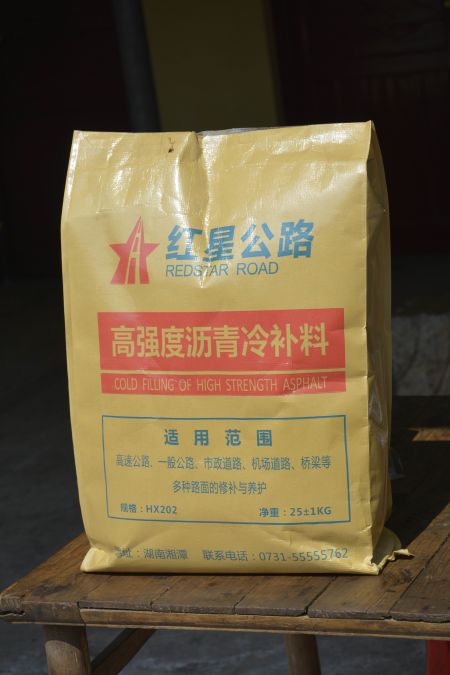 红星公路
REDSTAR ROAD
高强度沥青冷补料
COLD FILLING OF HIGH STRENGTH ASPHALT
适用范围
高速公路、一般公路、市政道路、机场道路、桥梁等
多种路面的修补与养护
规格：HX202 净重：25±1KG
地址：湖南湘潭 联系电话：0731-55555762